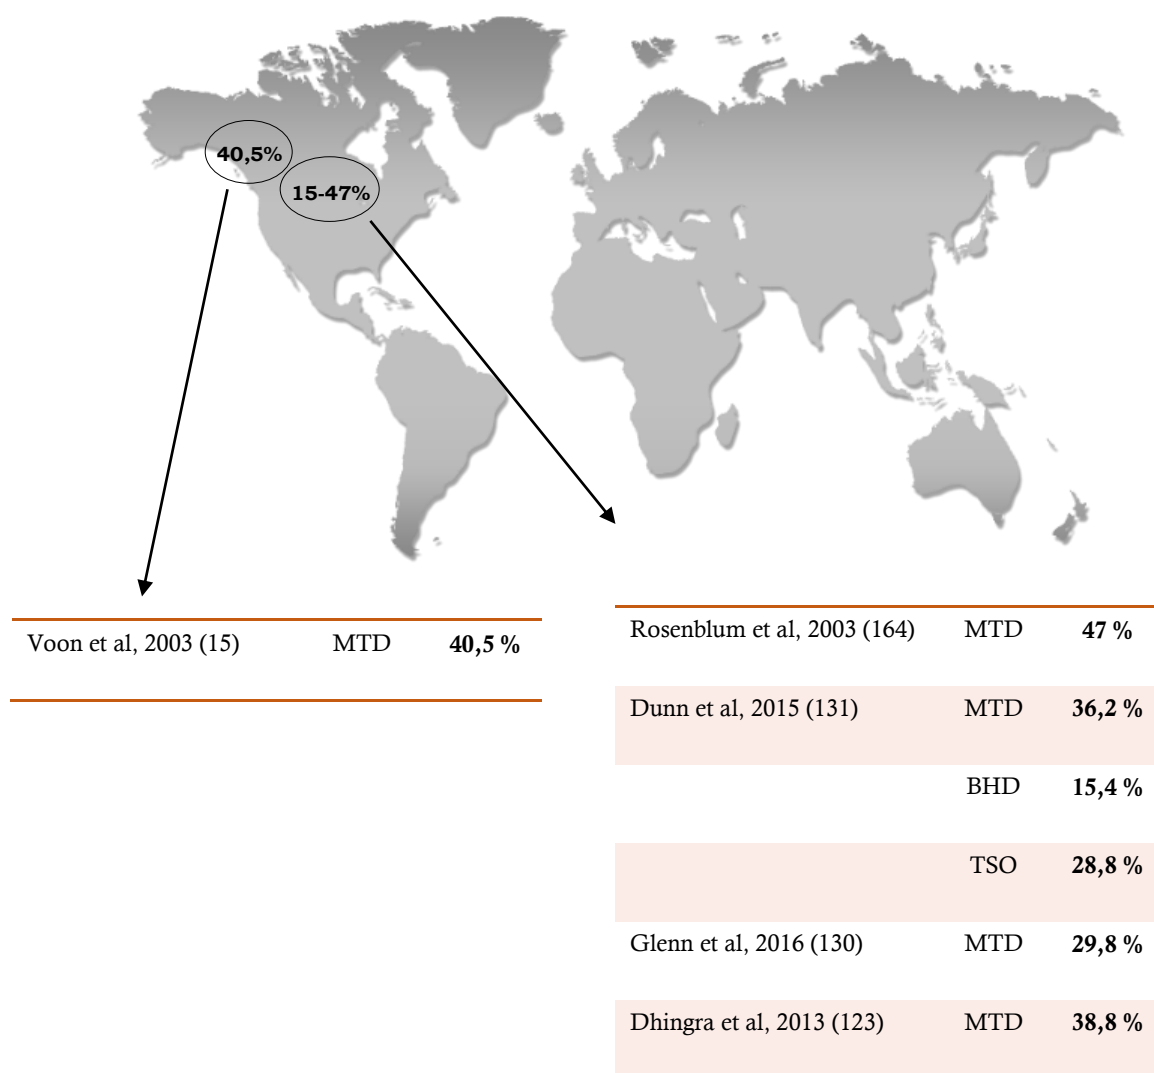 40,5%
15-47%
Voon et al, 2003 (15) MTD 40,5 %
Rosenblum et al, 2003 (164) MTD 47 %
Dunn et al, 2015 (131) MTD 36,2 %
BHD 15,4 %
TSO 28,8 %
Glenn et al, 2016 (130) MTD 29,8 %
Dhingra et al, 2013 (123) MTD 38,8 %